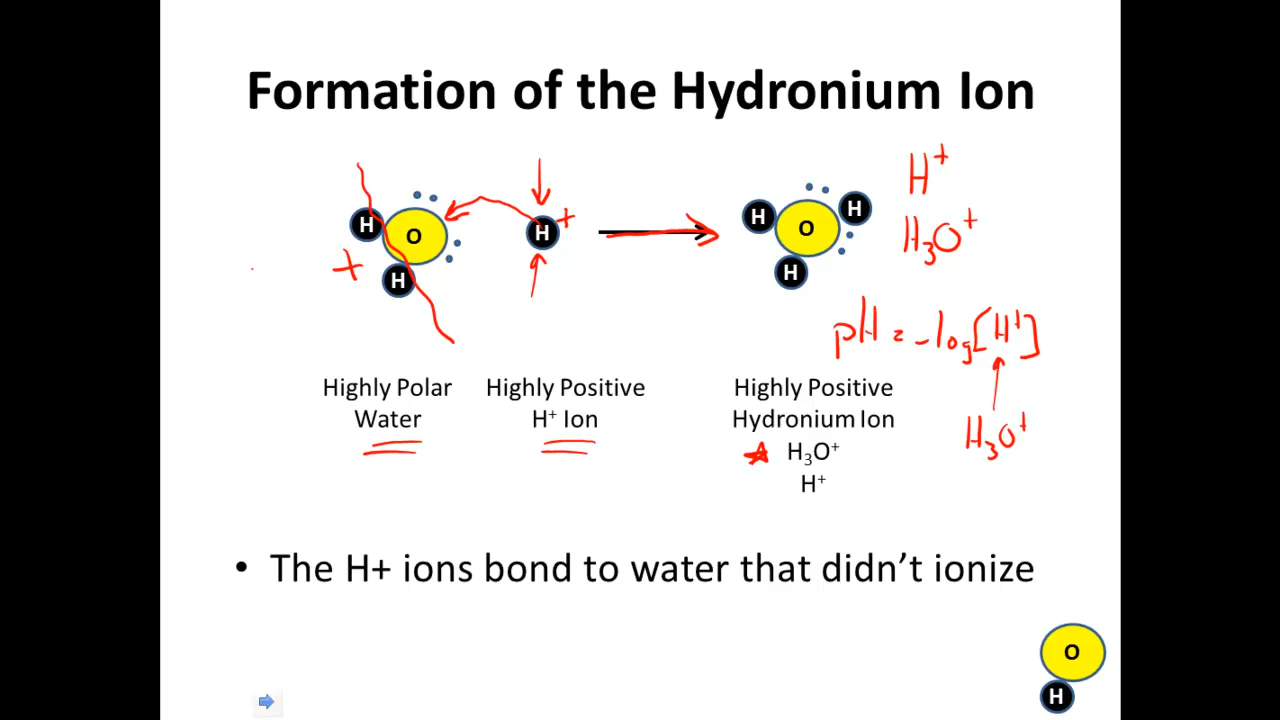 Formation of the Hydronium Ion
H O H
H +
H O H H
+
H⁺
H₃O⁺
pH = -log[H⁺]
H₃O⁺
Highly Polar
Water
Highly Positive
H⁺ Ion
Highly Positive
Hydronium Ion
H₃O⁺
H⁺
• The H+ ions bond to water that didn’t ionize
O
H